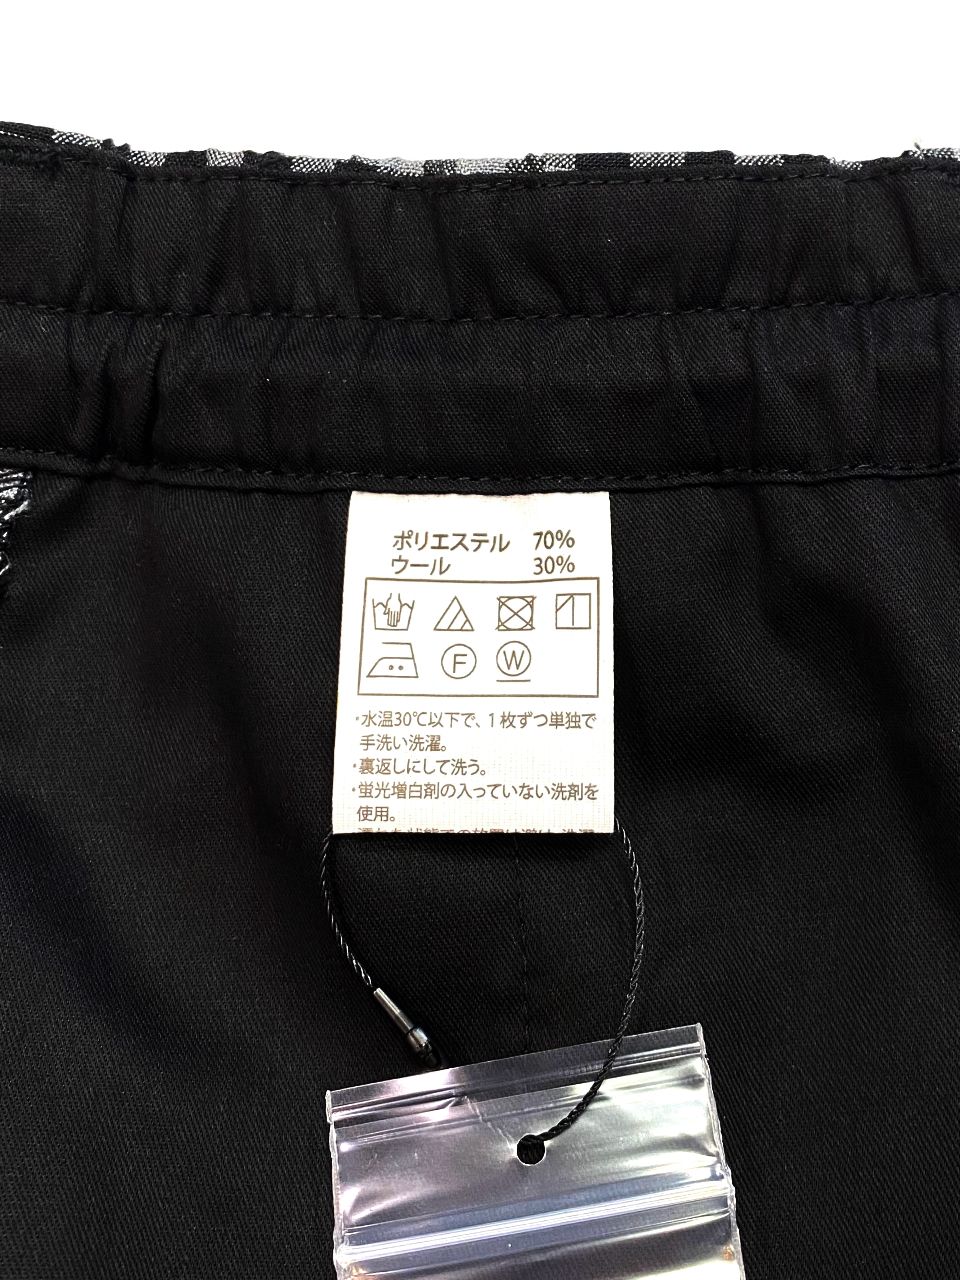 ポリエステル 70%
ウール 30%
F W
・水温30℃以下で、1枚ずつ単独で
手洗い洗濯。
・裏返しにして洗う。
・蛍光増白剤の入っていない洗剤を
使用。